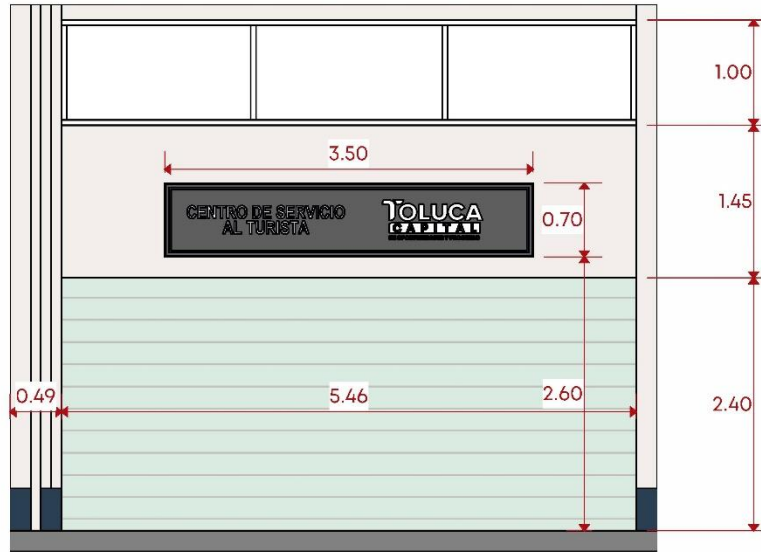 1.00
3.50
1.45
0.70
CENTRO DE SERVICIO
AL TURISTA
TOLUCA
CAPITAL
0.49
5.46
2.60
2.40